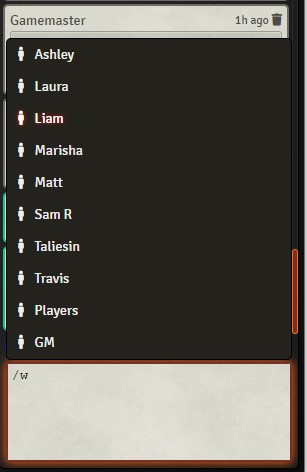 Gamemaster 1h ago
Ashley
Laura
Liam
Marisha
Matt
Sam R
Taliesin
Travis
Players
GM
/w